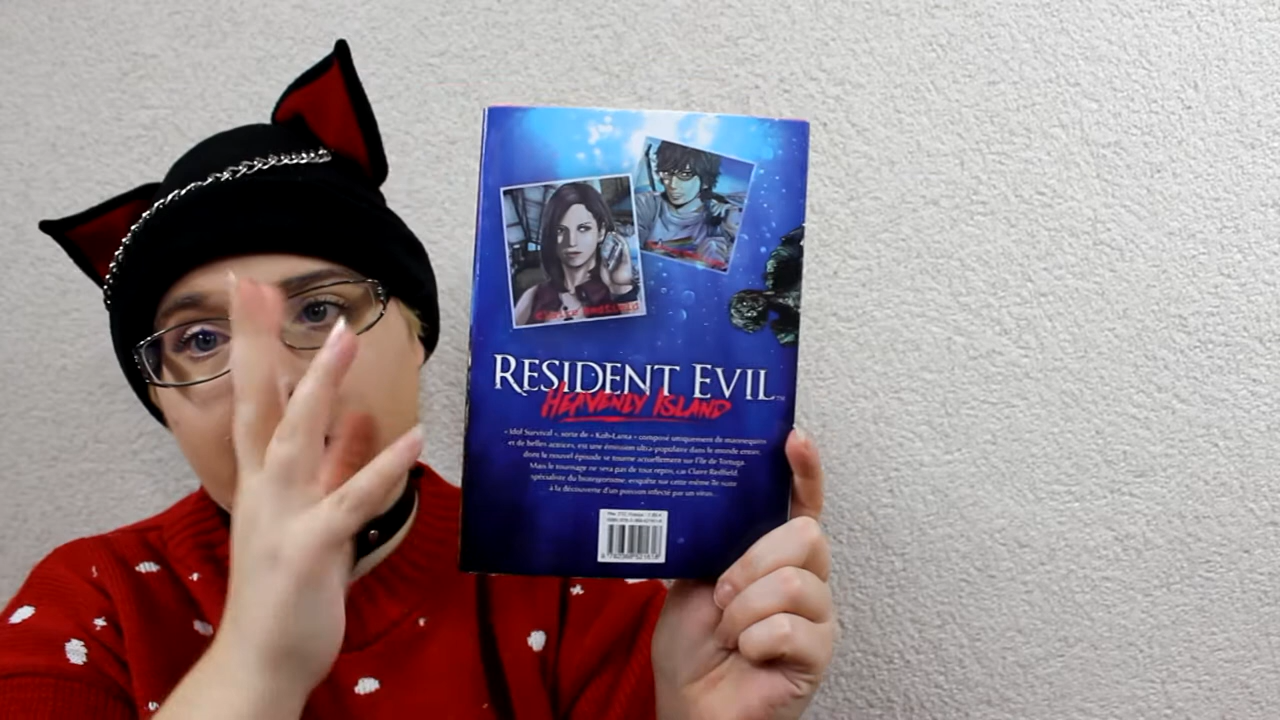 CLAIRE REDFIELD
RESIDENT EVIL™
HEAVENLY ISLAND
« Idol Survival », sorte de « Koh-Lanta » composé uniquement de mannequins
et de belles actrices, est une émission ultra-populaire dans le monde entier,
dont le nouvel épisode se tourne actuellement sur l'île de Tortuga.
Mais le tournage ne sera pas de tout repos, car Claire Redfield,
spécialiste du bioterrorisme, enquête sur cette même île suite
à la découverte d'un poisson infecté par un virus...